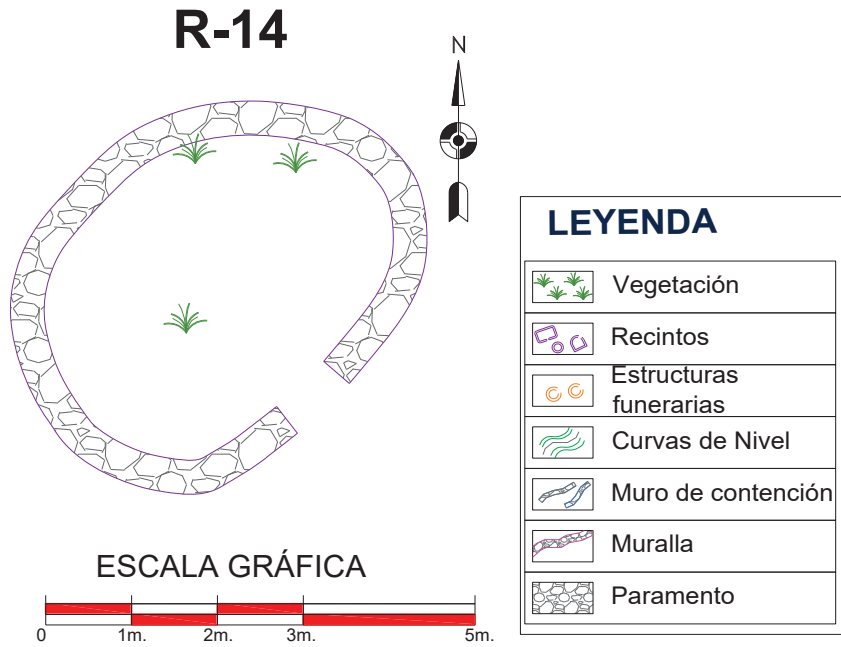 R-14
N
LEYENDA
Vegetación
Recintos
Estructuras
funerarias
Curvas de Nivel
Muro de contención
Muralla
Paramento
ESCALA GRÁFICA
0 1m. 2m. 3m. 5m.